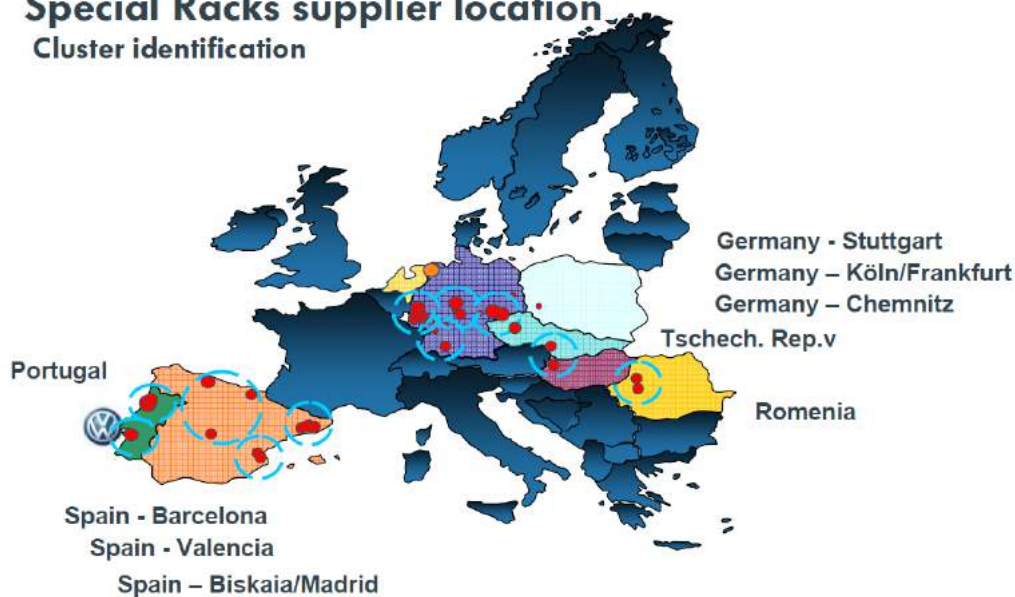 Special Racks supplier location
Cluster identification
Germany - Stuttgart
Germany – Köln/Frankfurt
Germany – Chemnitz
Tschech. Rep.v
Portugal
Romenia
Spain - Barcelona
Spain - Valencia
Spain – Biskaia/Madrid